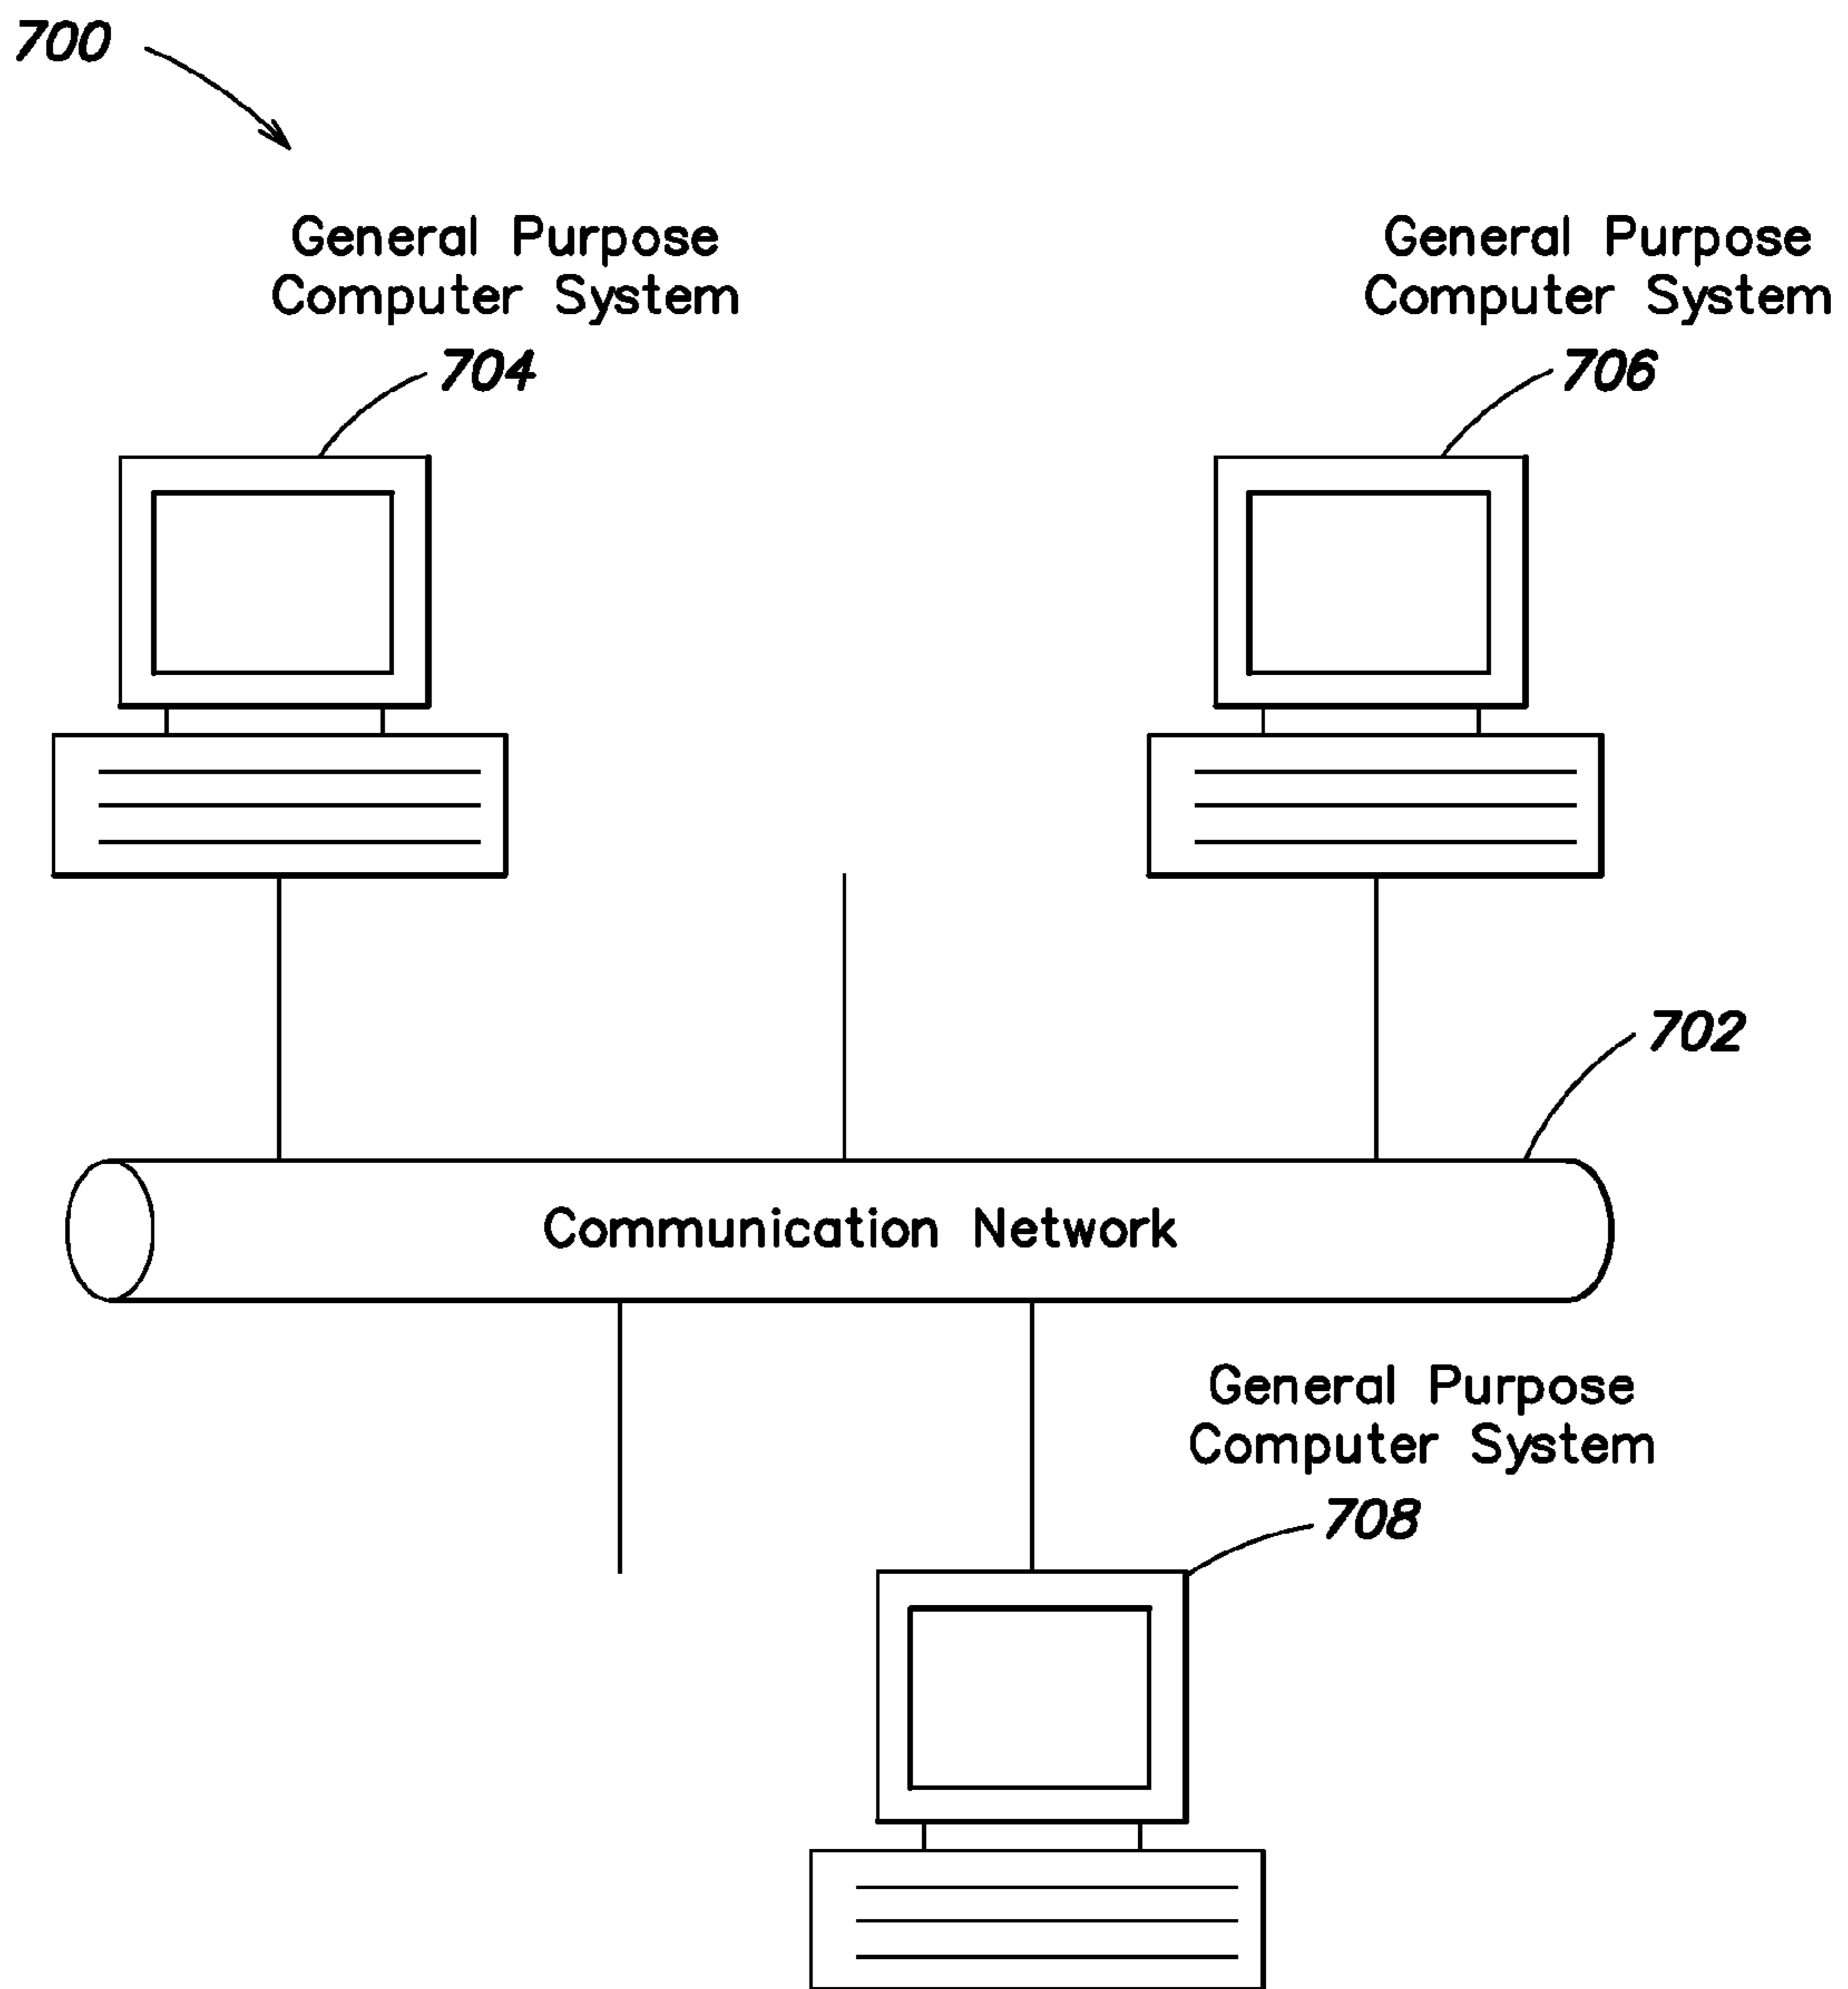 700
General Purpose
Computer System
704
General Purpose
Computer System
706
702
Communication Network
General Purpose
Computer System
708